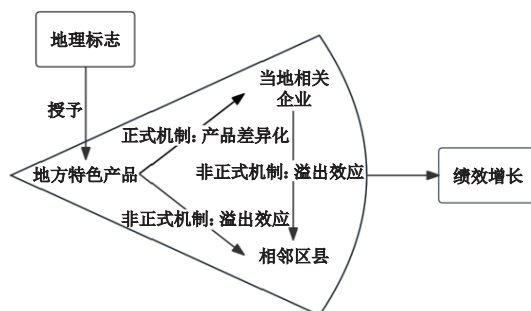 地理标志
授予
当地相关
企业
正式机制：产品差异化
地方特色产品
非正式机制：溢出效应
绩效增长
非正式机制：溢出效应
相邻区县